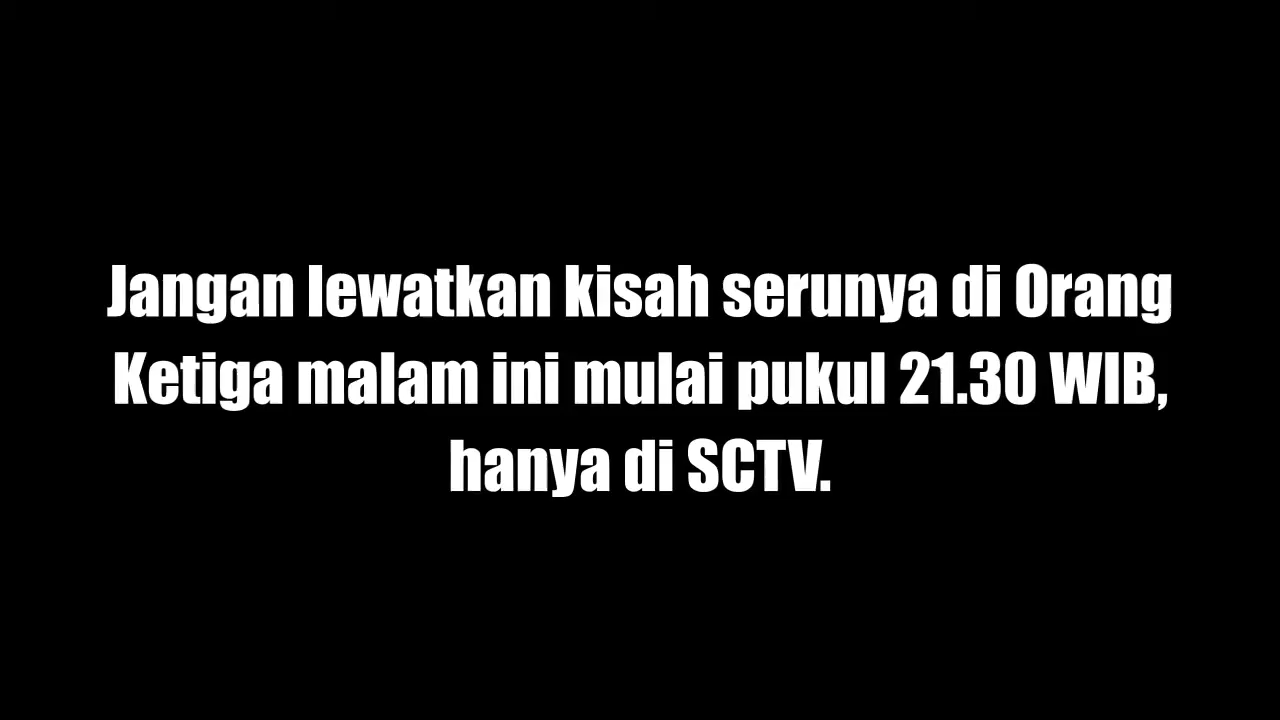 Jangan lewatkan kisah serunya di Orang
Ketiga malam ini mulai pukul 21.30 WIB,
hanya di SCTV.